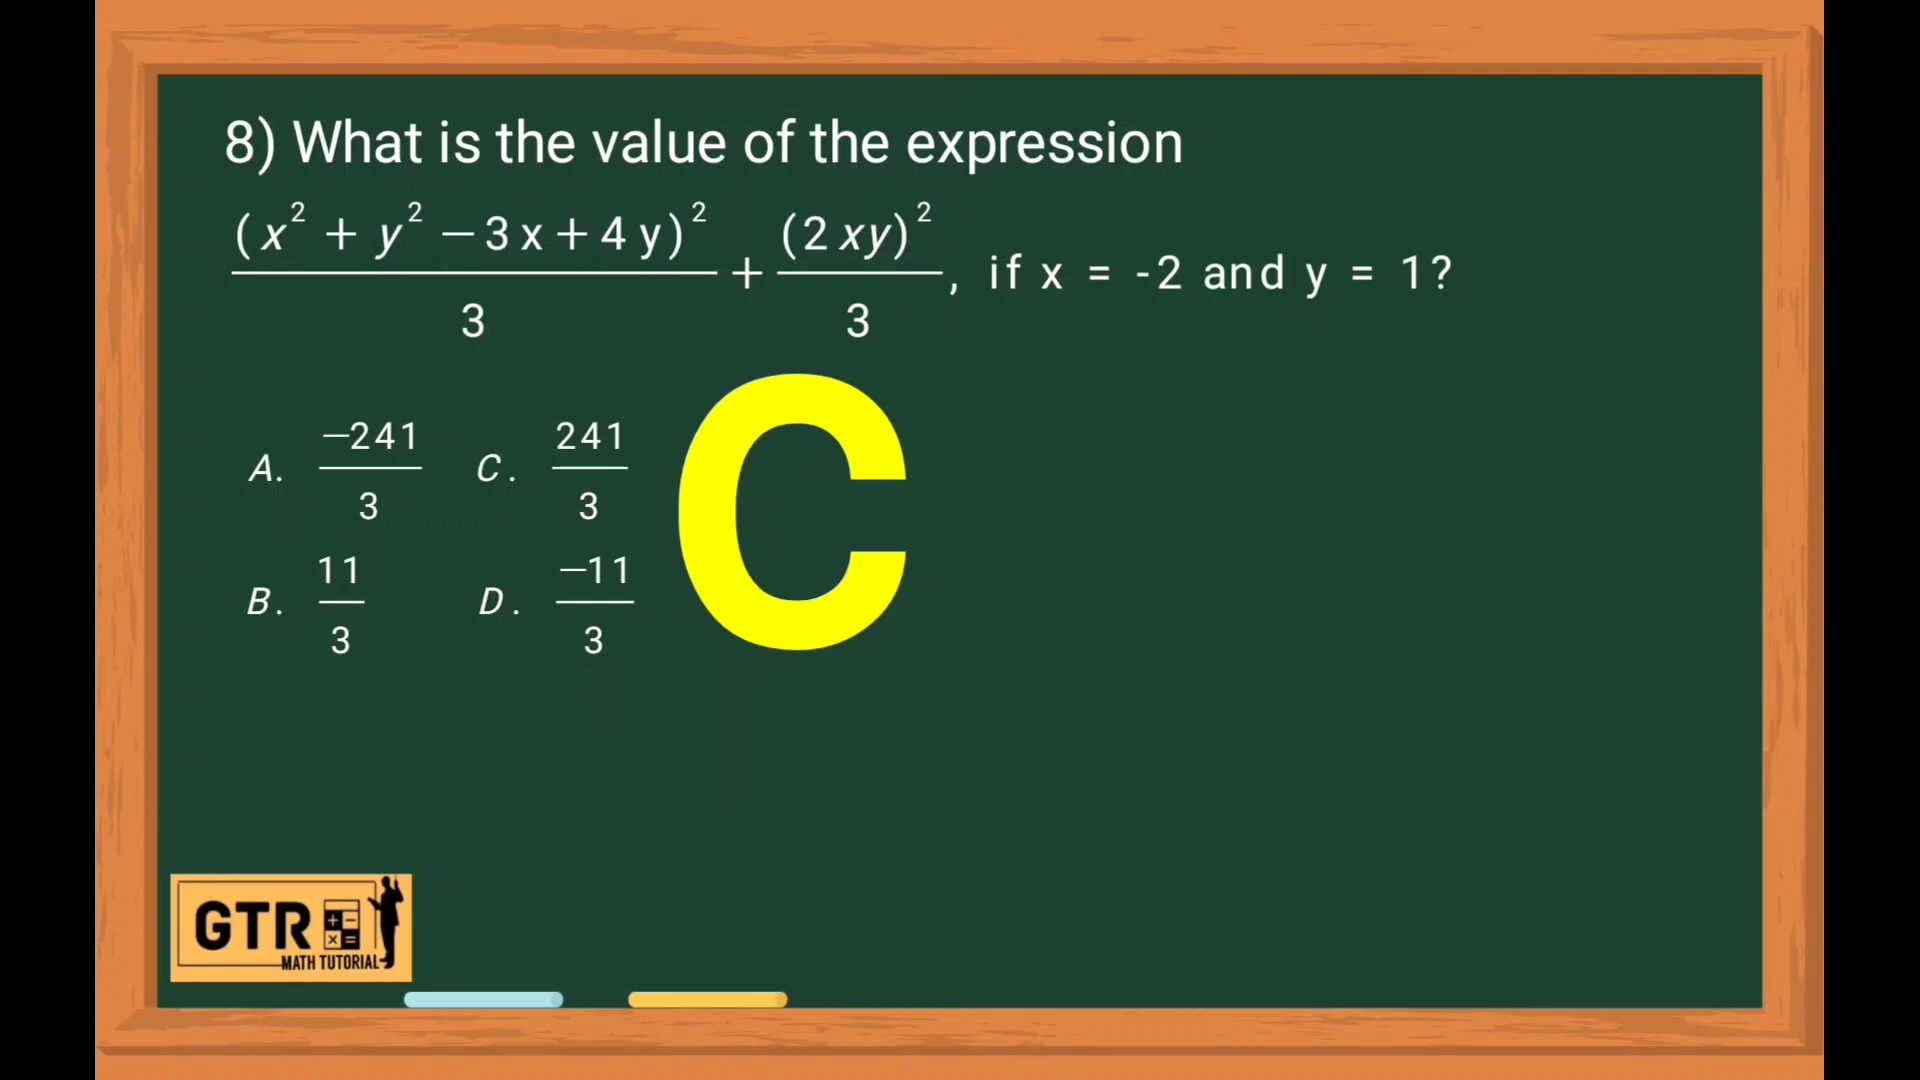 8) What is the value of the expression
(x² + y² – 3x + 4y)²/3 + (2xy)²/3, if x = -2 and y = 1?
A. –241/3 C. 241/3
B. 11/3 D. –11/3
C
GTR
MATH TUTORIAL